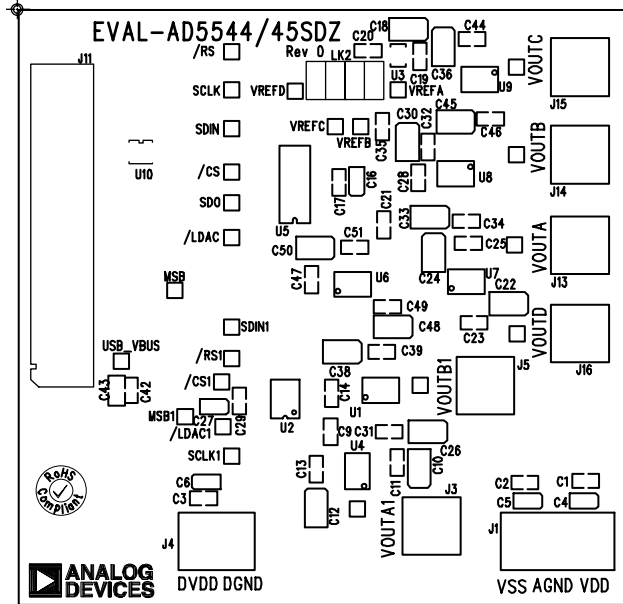 EVAL-AD5544/45SDZ
C18
C44
/RS
Rev 0
LK2
C20
U3
C19
C36
VOUTC
J11
SCLK
VREFD
VREFA
U9
J15
SDIN
VREFC
VREFB
C35
C30
C32
C45
C46
VOUTB
U10
/CS
C17
C16
C28
U8
J14
SDO
U5
C21
C33
C34
VOUTA
/LDAC
C50
C51
C24
C25
J13
MSB
C47
U6
U7
C22
C49
C48
C23
VOUTD
SDIN1
USB_VBUS
/RS1
C38
C39
J5
J16
VOUTB1
C43
C42
/CS1
C14
U1
MSB1
C27
C29
U2
/LDAC1
C9
C31
C26
SCLK1
C13
U4
C11
C10
RoHS
Compliant
C6
C3
C12
VOUTA1
J3
C2
C1
C5
C4
J4
J1
ANALOG
DEVICES
DVDD DGND
VSS AGND VDD